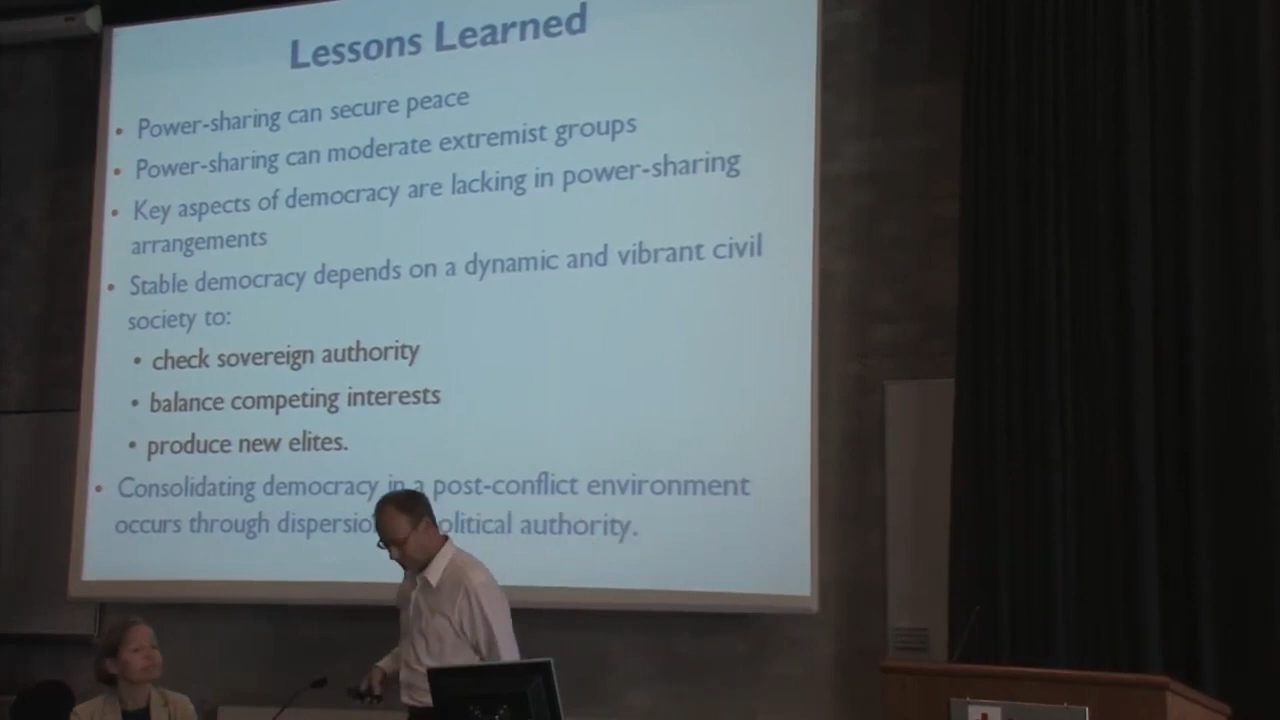 Lessons Learned
• Power-sharing can secure peace
• Power-sharing can moderate extremist groups
• Key aspects of democracy are lacking in power-sharing
arrangements
• Stable democracy depends on a dynamic and vibrant civil
society to:
• check sovereign authority
• balance competing interests
• produce new elites.
• Consolidating democracy in a post-conflict environment
occurs through political authority.